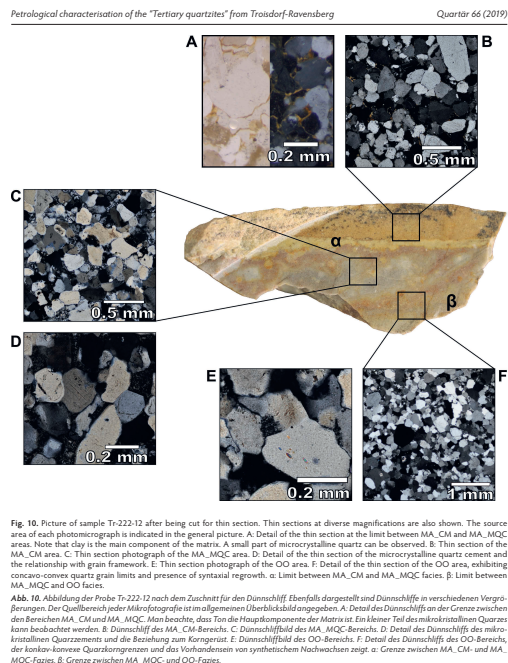 Petrological characterisation of the "Tertiary quartzites" from Troisdorf-Ravensberg
Quartär 66 (2019)
A
0.2 mm
B
0.5 mm
C
0.5 mm
α
β
D
0.2 mm
E
0.2 mm
F
1 mm
Fig. 10. Picture of sample Tr-222-12 after being cut for thin section. Thin sections at diverse magnifications are also shown. The source
area of each photomicrograph is indicated in the general picture. A: Detail of the thin section at the limit between MA_CM and MA_MQC
areas. Note that clay is the main component of the matrix. A small part of microcrystalline quartz can be observed. B: Thin section of the
MA_CM area. C: Thin section photograph of the MA_MQC area. D: Detail of the thin section of the microcrystalline quartz cement and
the relationship with grain framework. E: Thin section photograph of the OO area. F: Detail of the thin section of the OO area, exhibiting
concavo-convex quartz grain limits and presence of syntaxial regrowth. α: Limit between MA_CM and MA_MQC facies. β: Limit between
MA_MQC and OO facies.
Abb. 10. Abbildung der Probe Tr-222-12 nach dem Zuschnitt für den Dünnschliff. Ebenfalls dargestellt sind Dünnschliffe in verschiedenen Vergrö-
ßerungen. Der Quellbereich jeder Mikrofotografie ist im allgemeinen Überblicksbild angegeben. A: Detail des Dünnschliffs an der Grenze zwischen
den Bereichen MA_CM und MA_MQC. Man beachte, dass Ton die Hauptkomponente der Matrix ist. Ein kleiner Teil des mikrokristallinen Quarzes
kann beobachtet werden. B: Dünnschliff des MA_CM-Bereichs. C: Dünnschliffbild des MA_MQC-Bereichs. D: Detail des Dünnschliffs des mikro-
kristallinen Quarzzements und die Beziehung zum Korngerüst. E: Dünnschliffbild des OO-Bereichs. F: Detail des Dünnschliffs des OO-Bereichs,
der konkav-konvexe Quarzkorngrenzen und das Vorhandensein von synthetischem Nachwachsen zeigt. α: Grenze zwischen MA_CM- und MA_
MQC-Fazies. β: Grenze zwischen MA_MQC- und OO-Fazies.